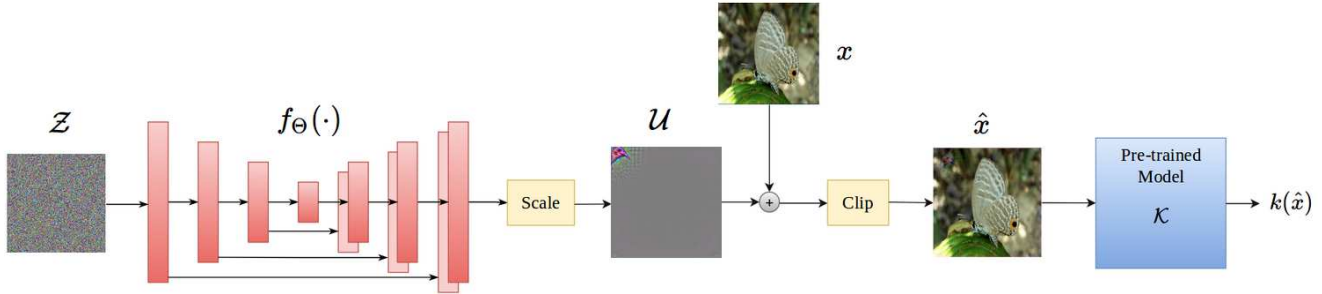 𝒵
f_Θ(·)
Scale
𝒰
x
+
Clip
x̂
Pre-trained
Model
𝒦
k(x̂)